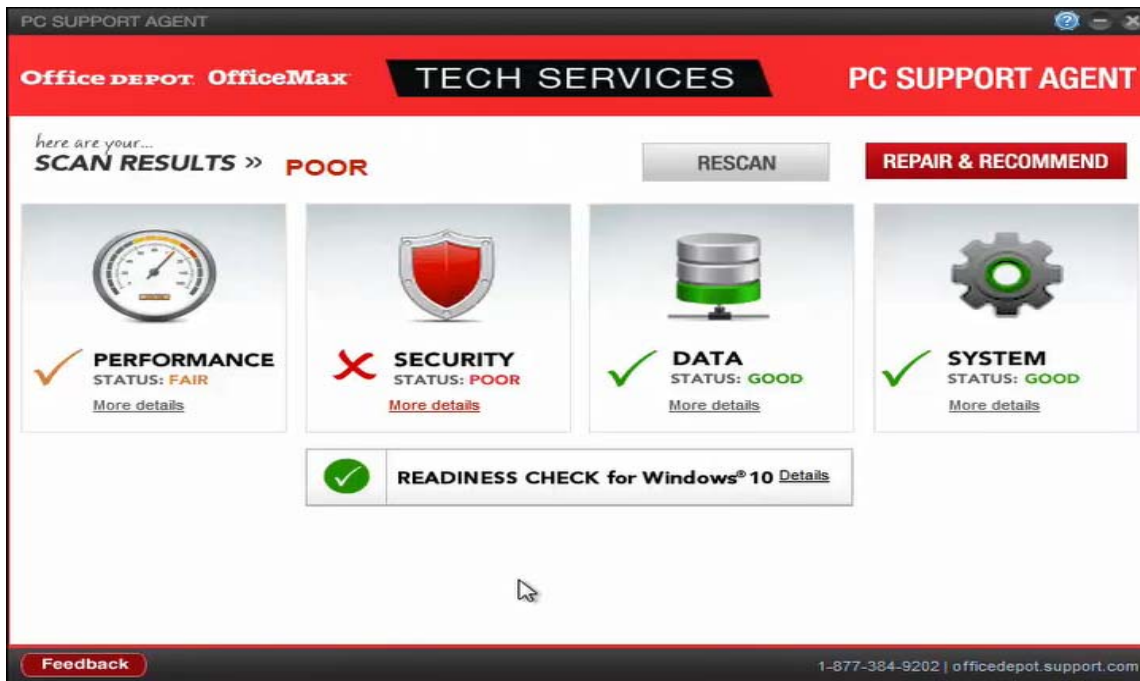 PC SUPPORT AGENT
Office DEPOT OfficeMax TECH SERVICES PC SUPPORT AGENT
here are your...
SCAN RESULTS » POOR
RESCAN
REPAIR & RECOMMEND
PERFORMANCE
STATUS: FAIR
More details
SECURITY
STATUS: POOR
More details
DATA
STATUS: GOOD
More details
SYSTEM
STATUS: GOOD
More details
READINESS CHECK for Windows® 10 Details
Feedback
1-877-384-9202 | officedepot.support.com